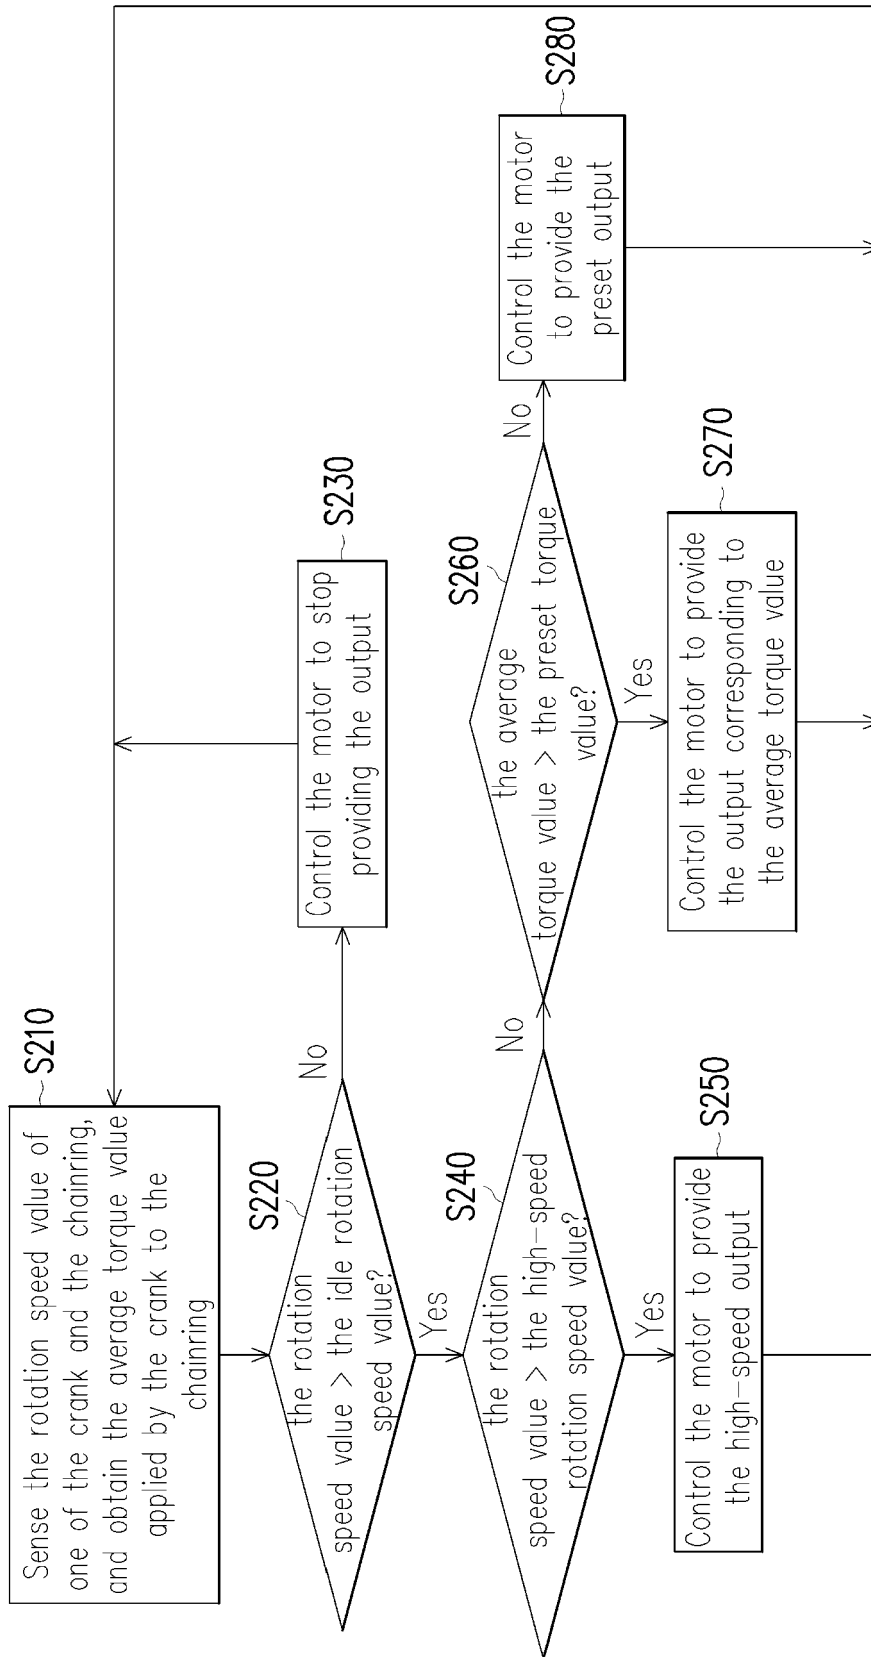 S210
Sense the rotation speed value of
one of the crank and the chainring,
and obtain the average torque value
applied by the crank to the
chainring
S220
the rotation
speed value > the idle rotation
speed value?
No
Yes
S230
Control the motor to stop
providing the output
S240
the rotation
speed value > the high-speed
rotation speed value?
No
Yes
S250
Control the motor to provide
the high-speed output
S260
the average
torque value > the preset torque
value?
No
Yes
S270
Control the motor to provide
the output corresponding to
the average torque value
S280
Control the motor
to provide the
preset output